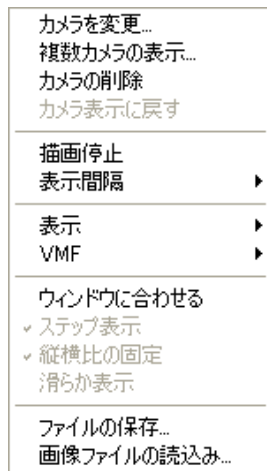 カメラを変更...
複数カメラの表示...
カメラの削除
カメラ表示に戻す
描画停止
表示間隔
表示
VMF
ウィンドウに合わせる
ステップ表示
縦横比の固定
滑らか表示
ファイルの保存...
画像ファイルの読込み...